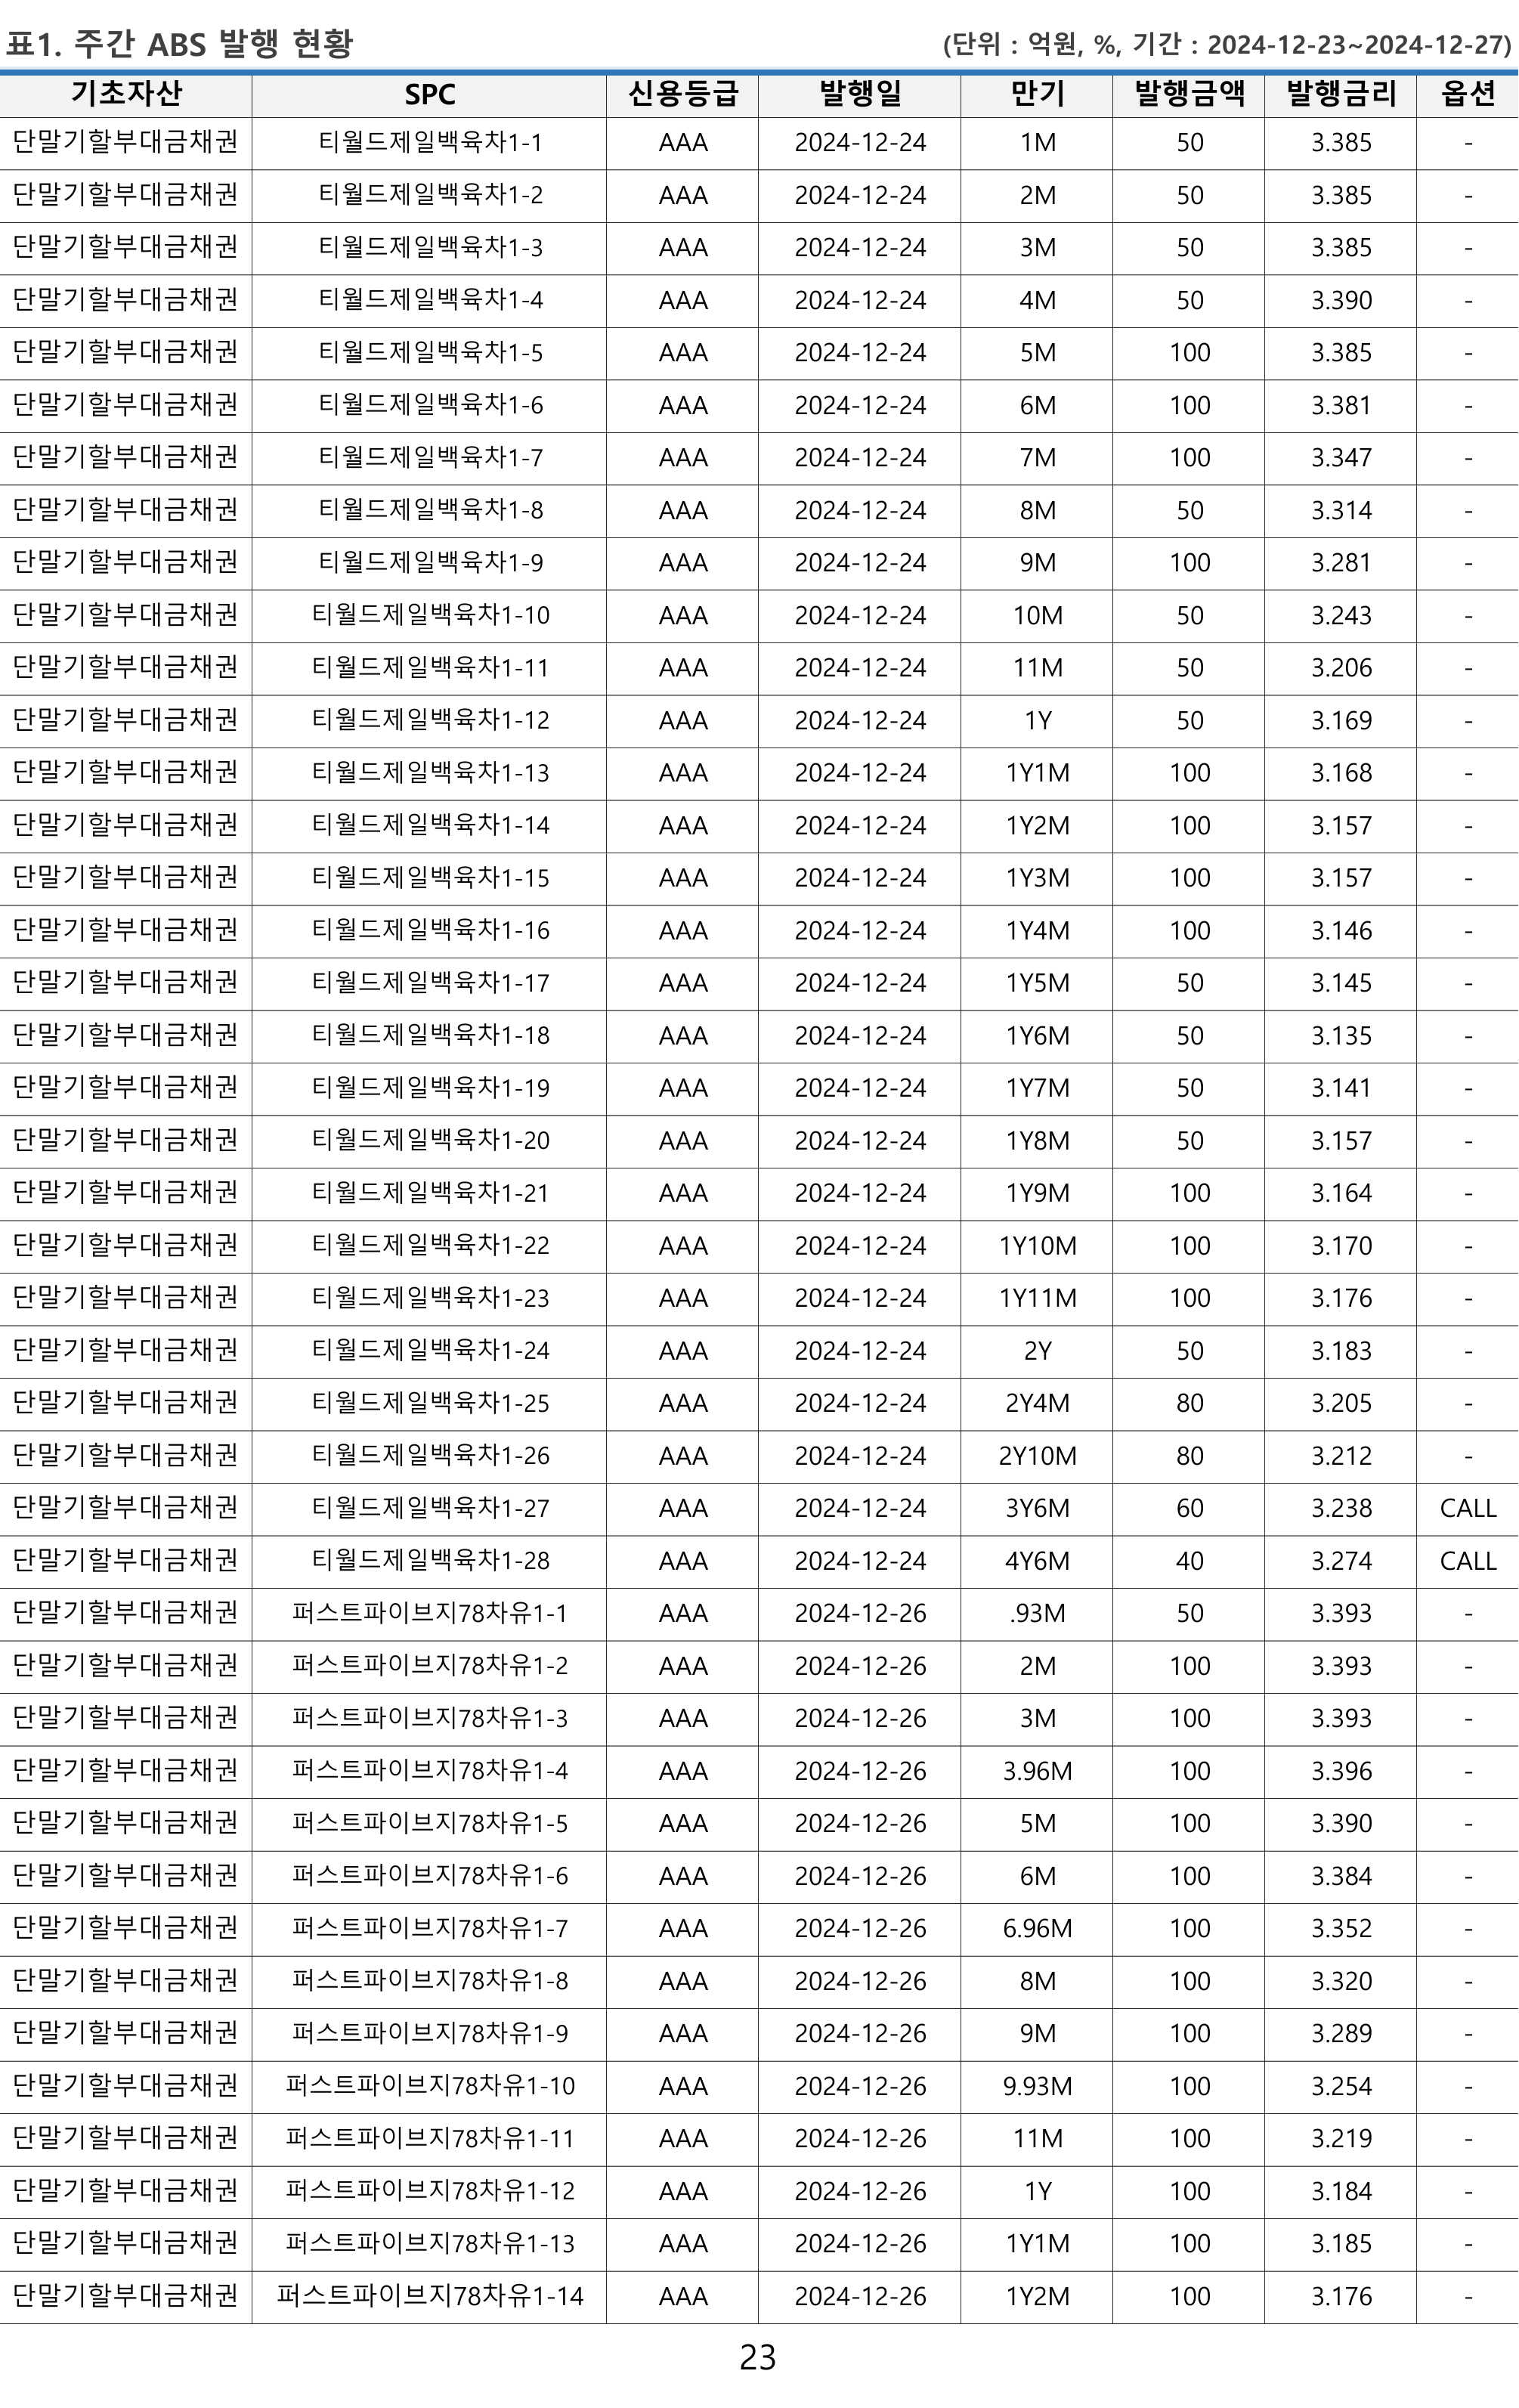 표1. 주간 ABS 발행 현황 (단위 : 억원, %, 기간 : 2024-12-23~2024-12-27)
기초자산 SPC 신용등급 발행일 만기 발행금액 발행금리 옵션
단말기할부대금채권 티월드제일백육차1-1 AAA 2024-12-24 1M 50 3.385 -
단말기할부대금채권 티월드제일백육차1-2 AAA 2024-12-24 2M 50 3.385 -
단말기할부대금채권 티월드제일백육차1-3 AAA 2024-12-24 3M 50 3.385 -
단말기할부대금채권 티월드제일백육차1-4 AAA 2024-12-24 4M 50 3.390 -
단말기할부대금채권 티월드제일백육차1-5 AAA 2024-12-24 5M 100 3.385 -
단말기할부대금채권 티월드제일백육차1-6 AAA 2024-12-24 6M 100 3.381 -
단말기할부대금채권 티월드제일백육차1-7 AAA 2024-12-24 7M 100 3.347 -
단말기할부대금채권 티월드제일백육차1-8 AAA 2024-12-24 8M 50 3.314 -
단말기할부대금채권 티월드제일백육차1-9 AAA 2024-12-24 9M 100 3.281 -
단말기할부대금채권 티월드제일백육차1-10 AAA 2024-12-24 10M 50 3.243 -
단말기할부대금채권 티월드제일백육차1-11 AAA 2024-12-24 11M 50 3.206 -
단말기할부대금채권 티월드제일백육차1-12 AAA 2024-12-24 1Y 50 3.169 -
단말기할부대금채권 티월드제일백육차1-13 AAA 2024-12-24 1Y1M 100 3.168 -
단말기할부대금채권 티월드제일백육차1-14 AAA 2024-12-24 1Y2M 100 3.157 -
단말기할부대금채권 티월드제일백육차1-15 AAA 2024-12-24 1Y3M 100 3.157 -
단말기할부대금채권 티월드제일백육차1-16 AAA 2024-12-24 1Y4M 100 3.146 -
단말기할부대금채권 티월드제일백육차1-17 AAA 2024-12-24 1Y5M 50 3.145 -
단말기할부대금채권 티월드제일백육차1-18 AAA 2024-12-24 1Y6M 50 3.135 -
단말기할부대금채권 티월드제일백육차1-19 AAA 2024-12-24 1Y7M 50 3.141 -
단말기할부대금채권 티월드제일백육차1-20 AAA 2024-12-24 1Y8M 50 3.157 -
단말기할부대금채권 티월드제일백육차1-21 AAA 2024-12-24 1Y9M 100 3.164 -
단말기할부대금채권 티월드제일백육차1-22 AAA 2024-12-24 1Y10M 100 3.170 -
단말기할부대금채권 티월드제일백육차1-23 AAA 2024-12-24 1Y11M 100 3.176 -
단말기할부대금채권 티월드제일백육차1-24 AAA 2024-12-24 2Y 50 3.183 -
단말기할부대금채권 티월드제일백육차1-25 AAA 2024-12-24 2Y4M 80 3.205 -
단말기할부대금채권 티월드제일백육차1-26 AAA 2024-12-24 2Y10M 80 3.212 -
단말기할부대금채권 티월드제일백육차1-27 AAA 2024-12-24 3Y6M 60 3.238 CALL
단말기할부대금채권 티월드제일백육차1-28 AAA 2024-12-24 4Y6M 40 3.274 CALL
단말기할부대금채권 퍼스트파이브지78차유1-1 AAA 2024-12-26 .93M 50 3.393 -
단말기할부대금채권 퍼스트파이브지78차유1-2 AAA 2024-12-26 2M 100 3.393 -
단말기할부대금채권 퍼스트파이브지78차유1-3 AAA 2024-12-26 3M 100 3.393 -
단말기할부대금채권 퍼스트파이브지78차유1-4 AAA 2024-12-26 3.96M 100 3.396 -
단말기할부대금채권 퍼스트파이브지78차유1-5 AAA 2024-12-26 5M 100 3.390 -
단말기할부대금채권 퍼스트파이브지78차유1-6 AAA 2024-12-26 6M 100 3.384 -
단말기할부대금채권 퍼스트파이브지78차유1-7 AAA 2024-12-26 6.96M 100 3.352 -
단말기할부대금채권 퍼스트파이브지78차유1-8 AAA 2024-12-26 8M 100 3.320 -
단말기할부대금채권 퍼스트파이브지78차유1-9 AAA 2024-12-26 9M 100 3.289 -
단말기할부대금채권 퍼스트파이브지78차유1-10 AAA 2024-12-26 9.93M 100 3.254 -
단말기할부대금채권 퍼스트파이브지78차유1-11 AAA 2024-12-26 11M 100 3.219 -
단말기할부대금채권 퍼스트파이브지78차유1-12 AAA 2024-12-26 1Y 100 3.184 -
단말기할부대금채권 퍼스트파이브지78차유1-13 AAA 2024-12-26 1Y1M 100 3.185 -
단말기할부대금채권 퍼스트파이브지78차유1-14 AAA 2024-12-26 1Y2M 100 3.176 -
23